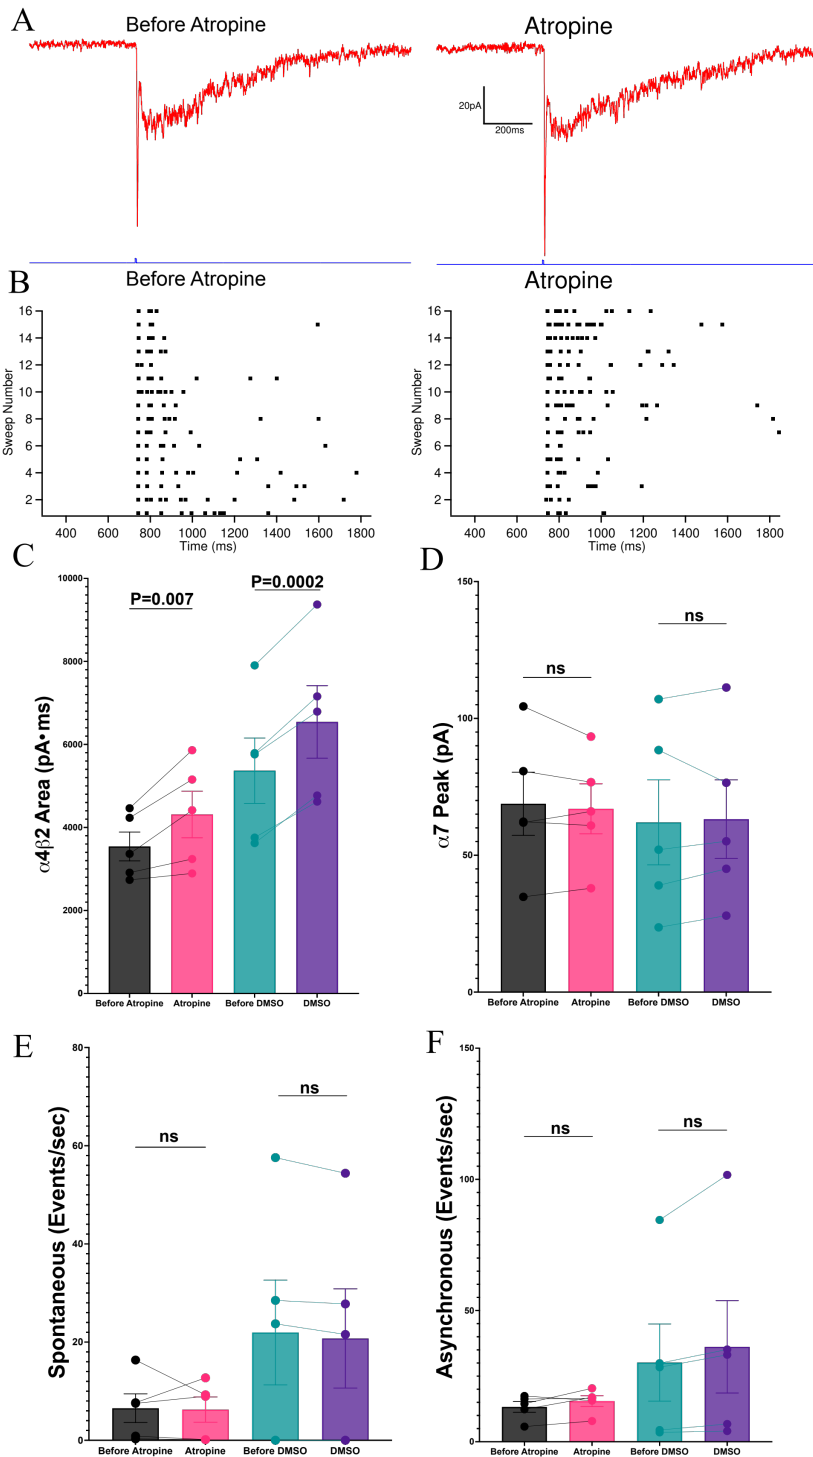 A
Before Atropine
Atropine
20pA
200ms
B
Before Atropine
Atropine
16
14
12
10
8
6
4
2
Sweep Number
400 600 800 1000 1200 1400 1600 1800
Time (ms)
16
14
12
10
8
6
4
2
Sweep Number
400 600 800 1000 1200 1400 1600 1800
Time (ms)
C
10000
8000
6000
4000
2000
0
α4β2 Area (pA•ms)
P=0.007
P=0.0002
Before Atropine Atropine Before DMSO DMSO
D
150
100
50
0
α7 Peak (pA)
ns
ns
Before Atropine Atropine Before DMSO DMSO
E
80
60
40
20
0
Spontaneous (Events/sec)
ns
ns
Before Atropine Atropine Before DMSO DMSO
F
150
100
50
0
Asynchronous (Events/sec)
ns
ns
Before Atropine Atropine Before DMSO DMSO